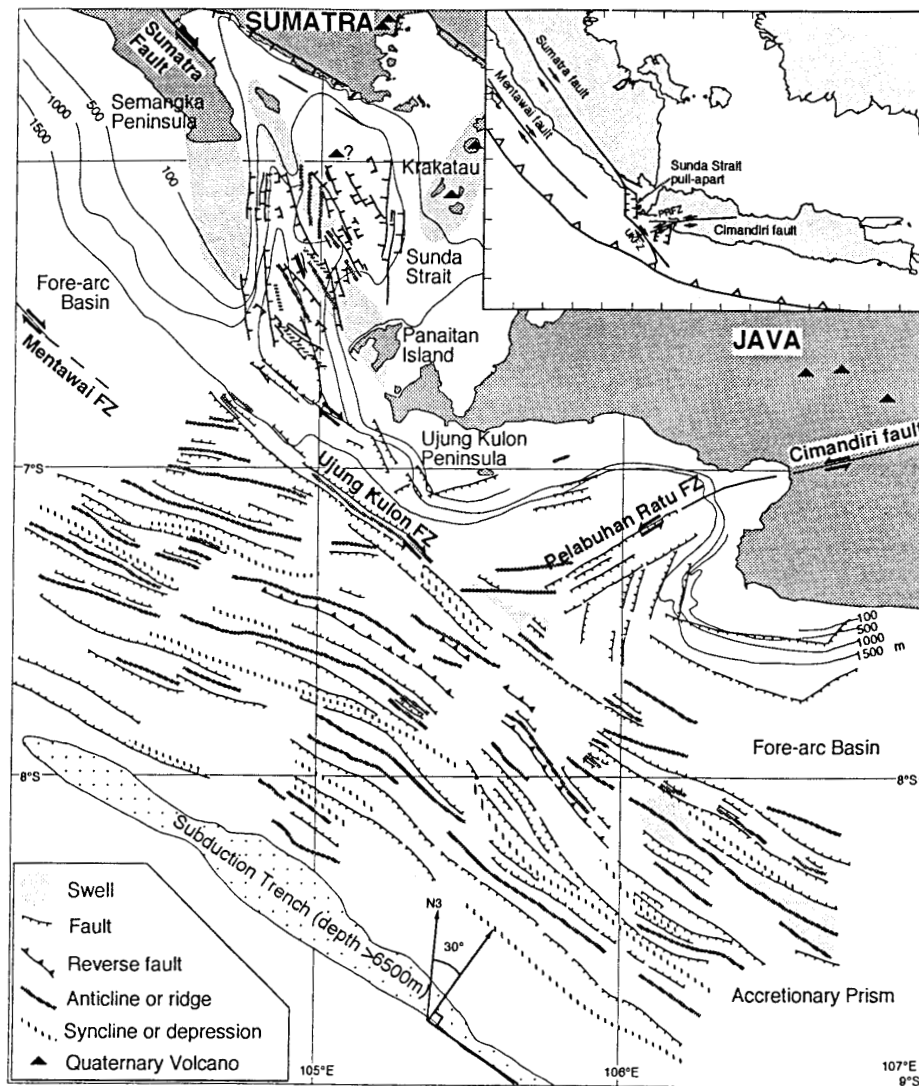 SUMATRA
Sumatra
Fault
Semangka
Peninsula
500
1000
1500
100
?
Krakatau
Sunda
Strait
Fore-arc
Basin
Panaitan
Island
Mentawai FZ
Ujung Kulon
Peninsula
JAVA
Cimandiri fault
7°S
Ujung Kulon FZ
Pelabuhan Ratu FZ
100
500
1000
1500 m
Fore-arc Basin
8°S
8°S
Subduction Trench (depth >6500m)
N3
30°
Accretionary Prism
105°E
106°E
107°E
9°S
Sumatra fault
Mentawai fault
Sunda Strait
pull-apart
PRFZ
UKFZ
Cimandiri fault
Swell
Fault
Reverse fault
Anticline or ridge
Syncline or depression
Quaternary Volcano